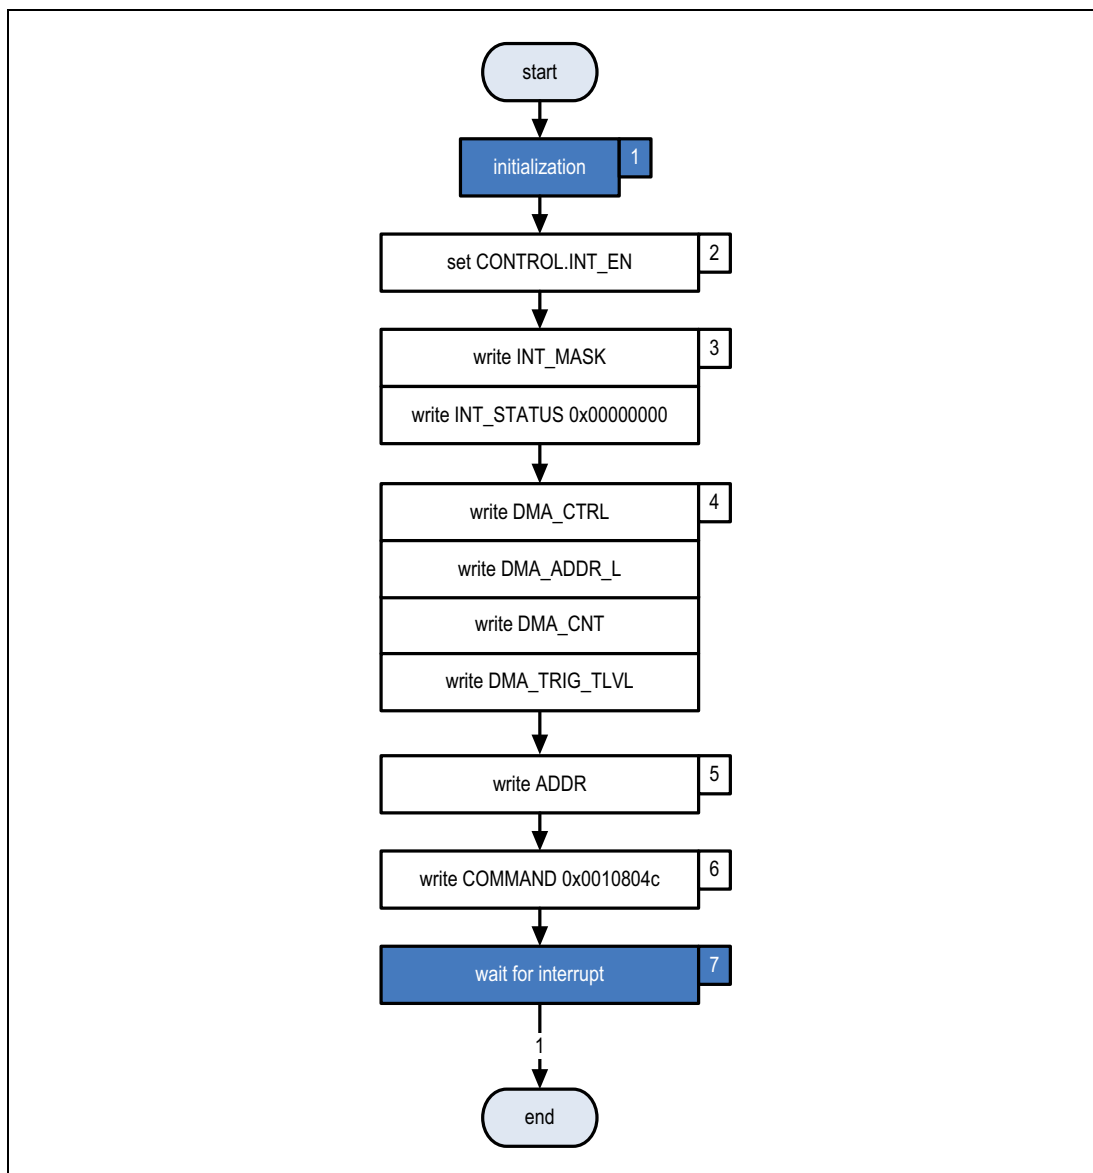 start
initialization
1
set CONTROL.INT_EN
2
write INT_MASK
3
write INT_STATUS 0x00000000
write DMA_CTRL
4
write DMA_ADDR_L
write DMA_CNT
write DMA_TRIG_TLVL
write ADDR
5
write COMMAND 0x0010804c
6
wait for interrupt
7
1
end